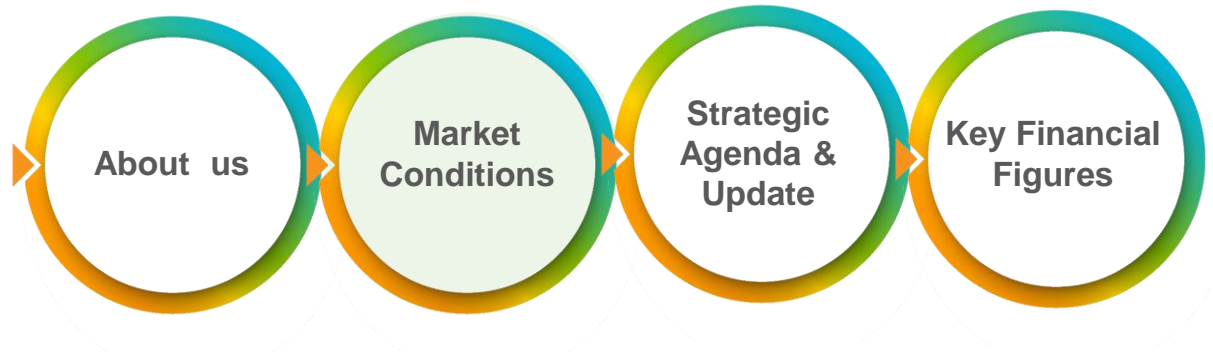 About us
Market
Conditions
Strategic
Agenda &
Update
Key Financial
Figures